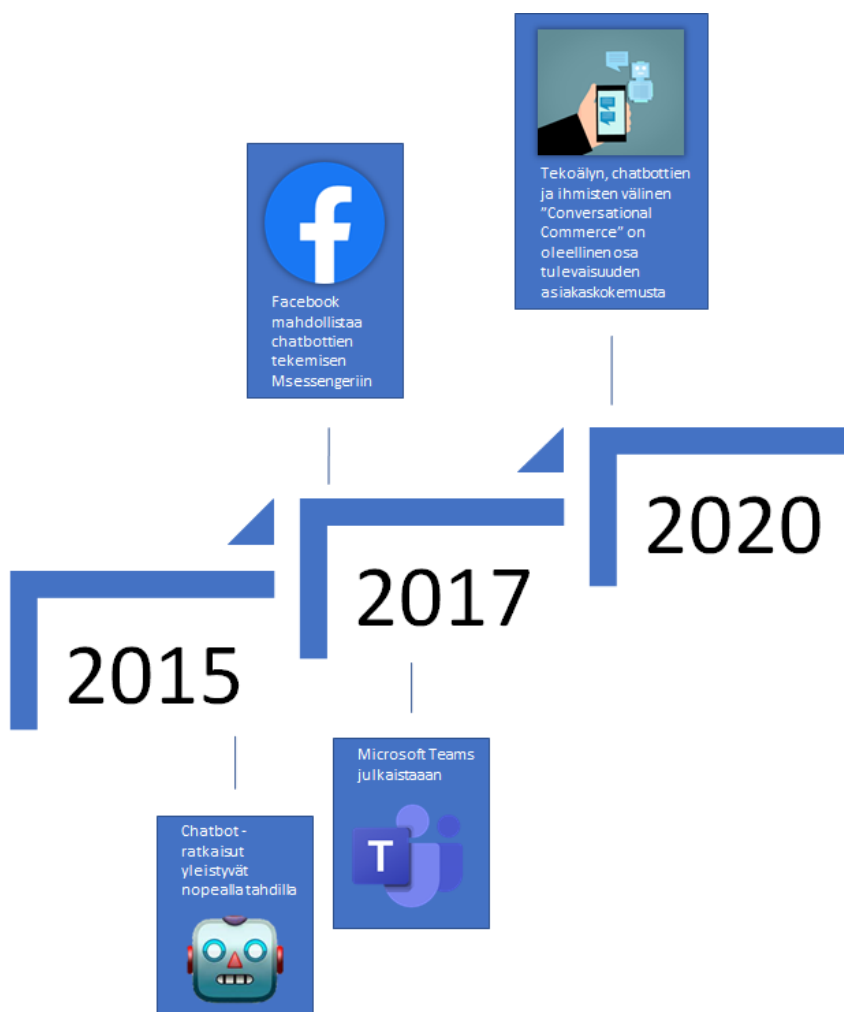 Tekoälyn, chatbottien
ja ihmisten välinen
”Conversational
Commerce” on
oleellinen osa
tulevaisuuden
asiakaskokemusta
Facebook
mahdollistaa
chatbottien
tekemisen
Msessengeriin
2020
2017
2015
Microsoft Teams
julkaistaaan
T
Chatbot -
ratkaisut
yleistyvät
nopealla tahdilla